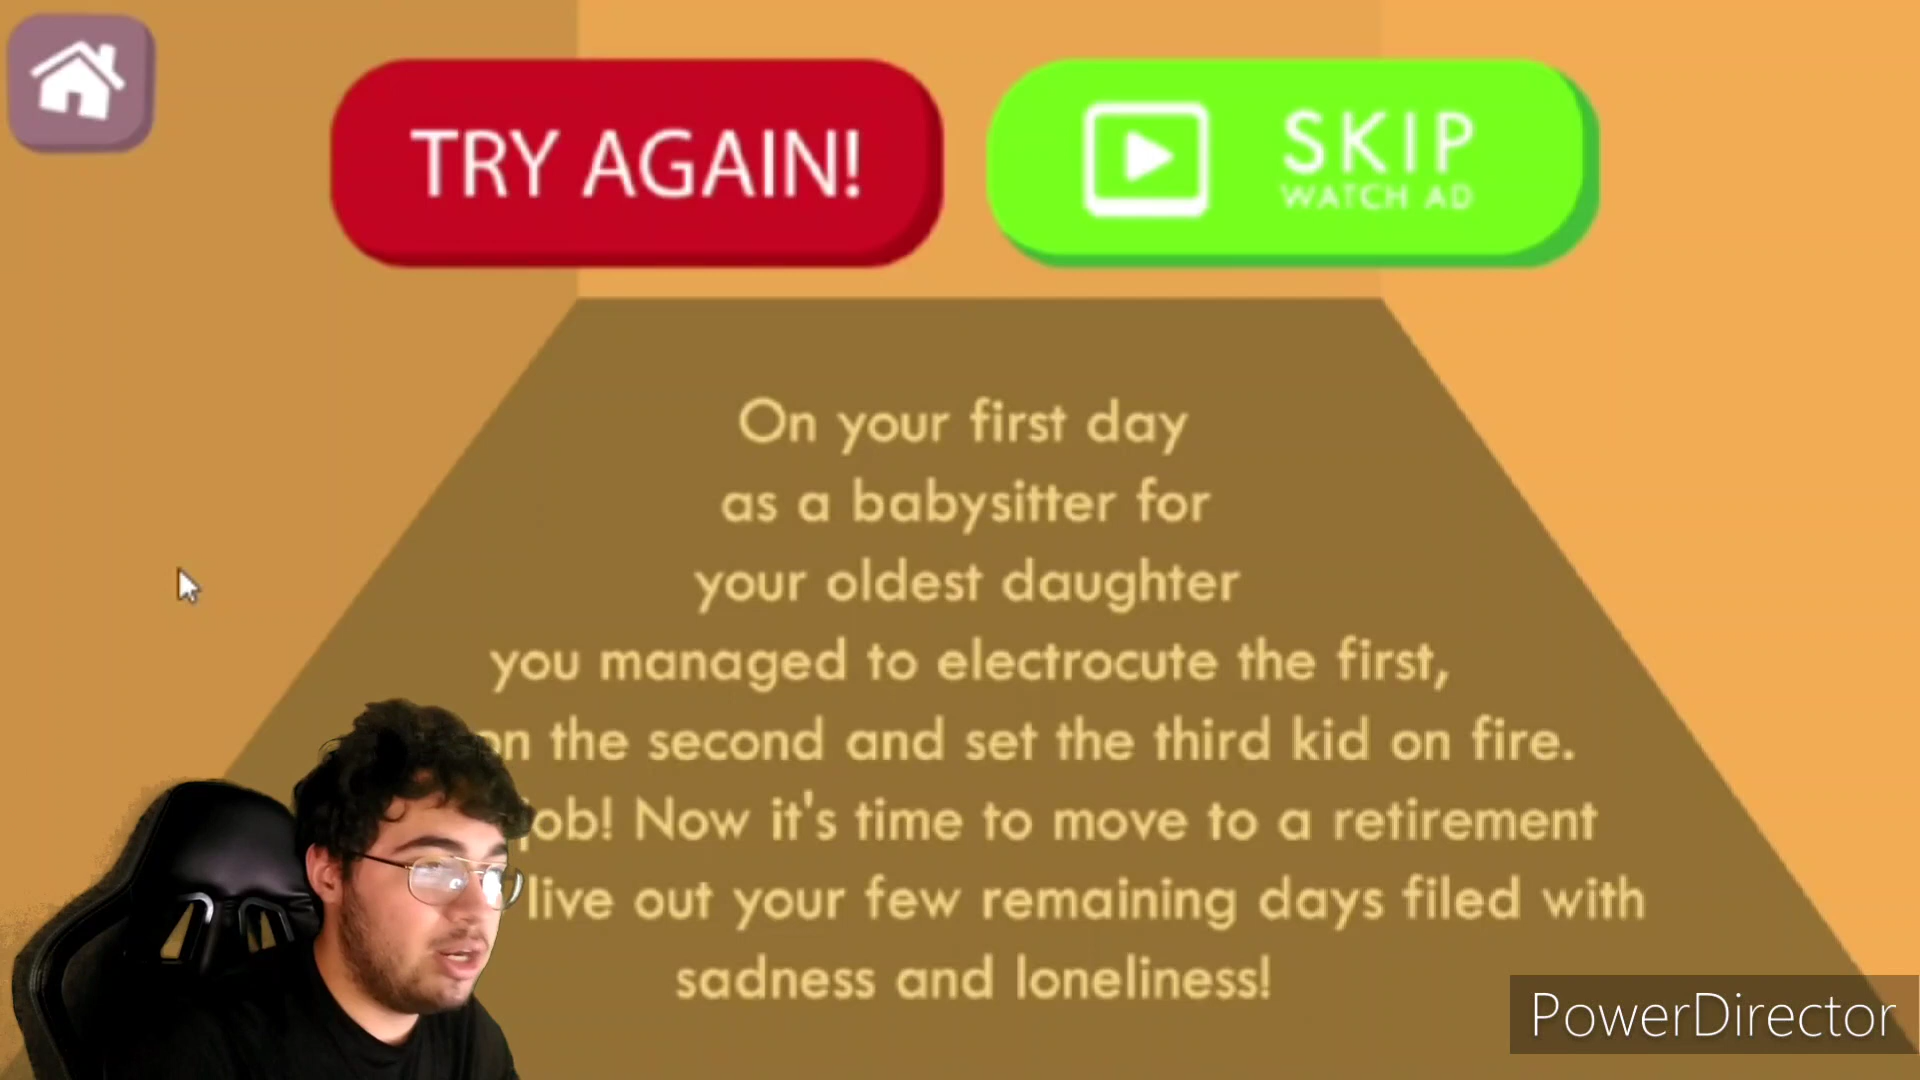 TRY AGAIN!
SKIP
WATCH AD
On your first day
as a babysitter for
your oldest daughter
you managed to electrocute the first,
the second and set the third kid on fire.
job! Now it's time to move to a retirement
live out your few remaining days filed with
sadness and loneliness!
PowerDirector